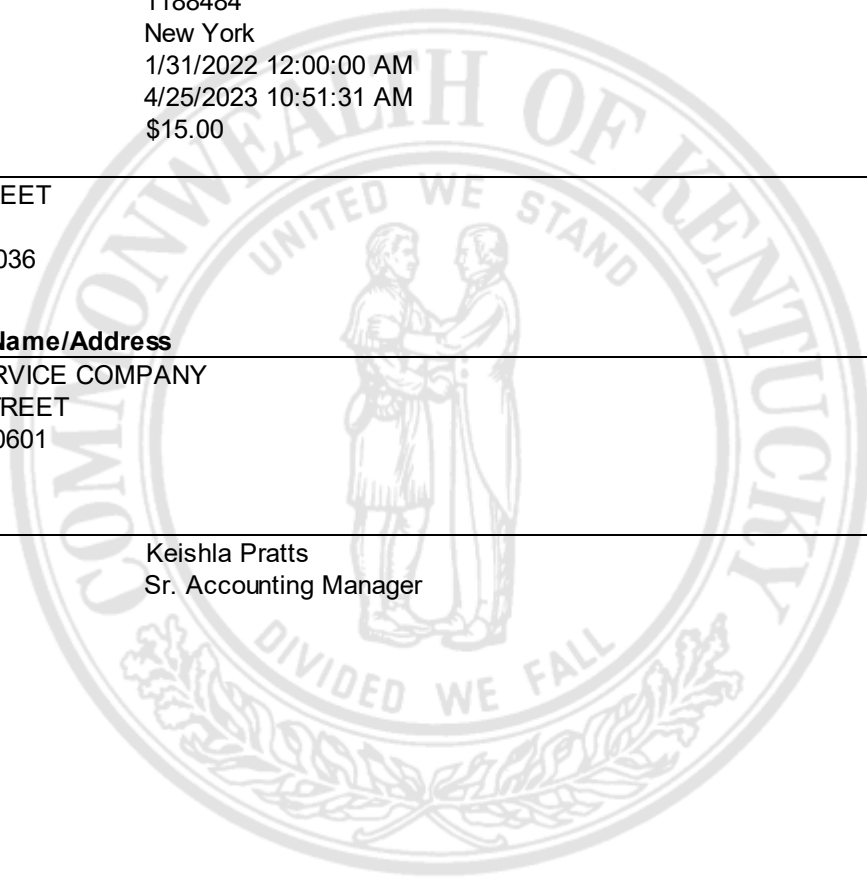 1188484
New York
1/31/2022 12:00:00 AM
4/25/2023 10:51:31 AM
$15.00
EET
036
Name/Address
RVICE COMPANY
TREET
0601
Keishla Pratts
Sr. Accounting Manager
COMMONWEALTH OF KENTUCKY
UNITED WE STAND
DIVIDED WE FALL